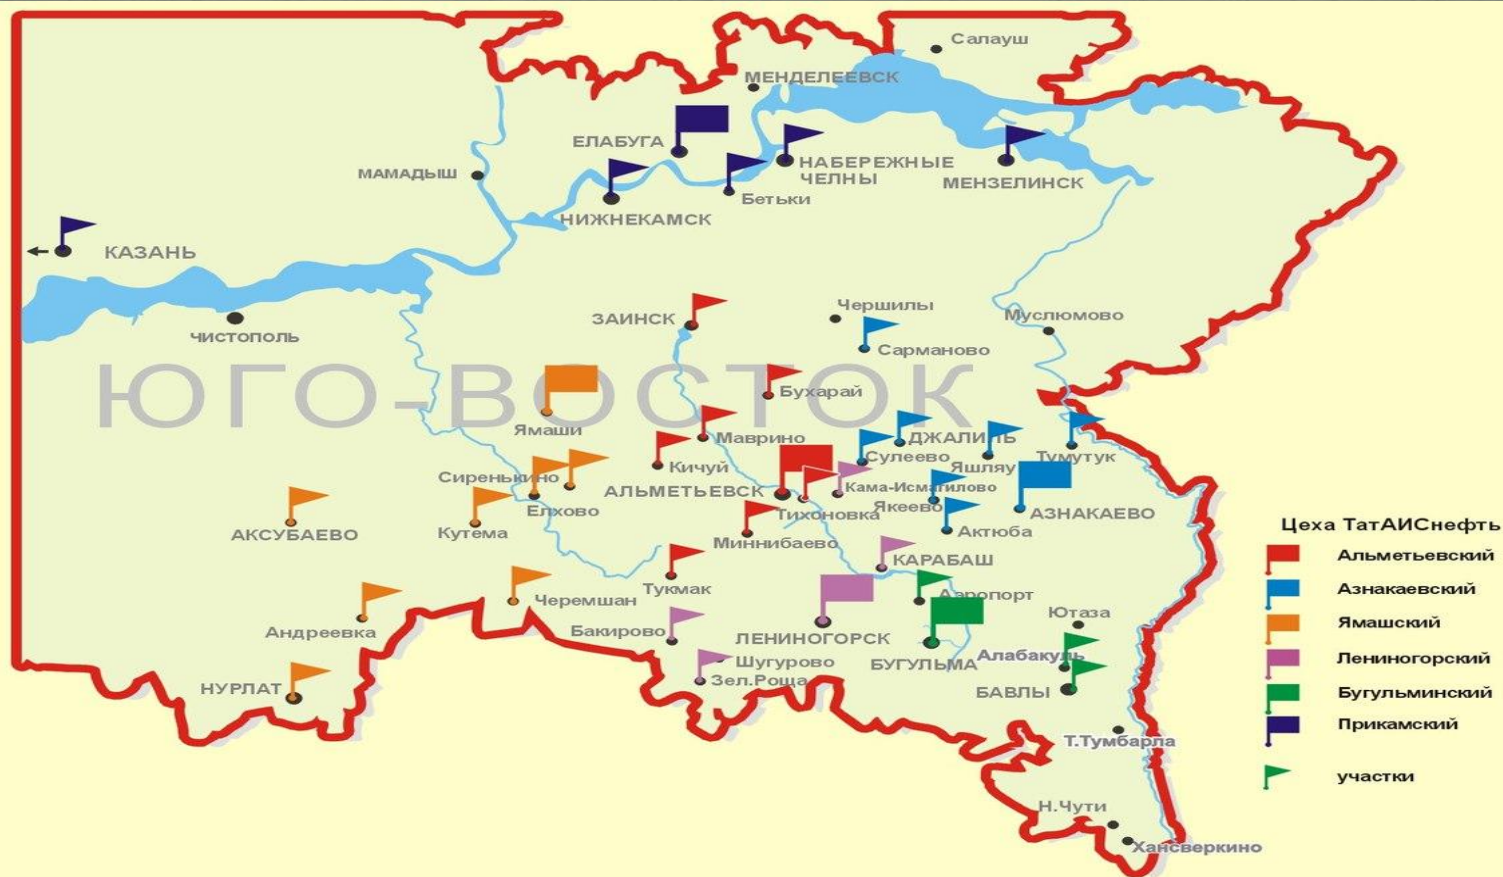 Салауш
МЕНДЕЛЕЕВСК
ЕЛАБУГА
НАБЕРЕЖНЫЕ
ЧЕЛНЫ
МАМАДЫШ
МЕНЗЕЛИНСК
Бетьки
НИЖНЕКАМСК
КАЗАНЬ
Чершилы
ЗАИНСК
Муслюмово
ЧИСТОПОЛЬ
Сарманово
ЮГО-ВОСТОК
Бухарай
Ямаши
Маврино
ДЖАЛИЛЬ
Сулеево
Тумутук
Кичуй
Яшляу
Сиренькино
АЛЬМЕТЬЕВСК
Кама-Исмагилово
Якеево
Елхово
Тихоновка
АЗНАКАЕВО
АКСУБАЕВО
Кутема
Актюба
Миннибаево
КАРАБАШ
Тукмак
Аэропорт
Черемшан
Ютаза
Андреевка
Бакирово
ЛЕНИНОГОРСК
Алабакуль
Шугурово
БУГУЛЬМА
Зел.Роща
НУРЛАТ
БАВЛЫ
Т.Тумбарла
Н.Чути
Хансверкино
Цеха ТатАИСнефть
Альметьевский
Азнакаевский
Ямашский
Лениногорский
Бугульминский
Прикамский
участки